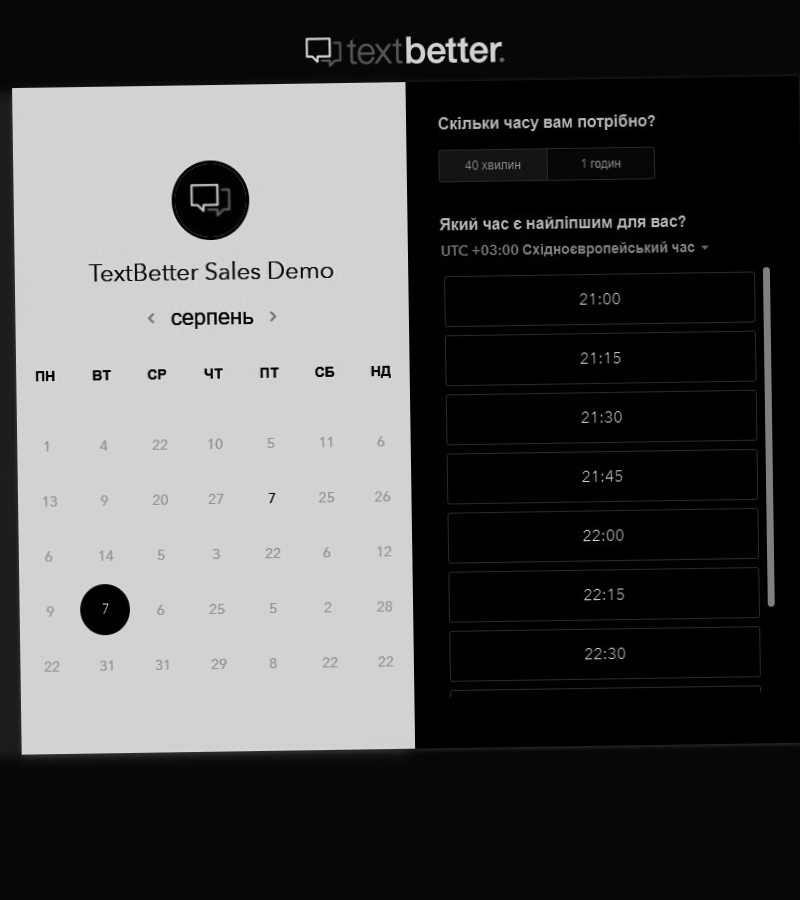 textbetter.
TextBetter Sales Demo
серпень
ПН ВТ СР ЧТ ПТ СБ НД
1 4 22 10 5 11 6
13 9 20 27 7 25 26
6 14 5 3 22 6 12
9 7 6 25 5 2 28
22 31 31 29 8 22 22
Скільки часу вам потрібно?
40 хвилин 1 годин
Який час є найліпшим для вас?
UTC +03:00 Східноєвропейський час
21:00
21:15
21:30
21:45
22:00
22:15
22:30